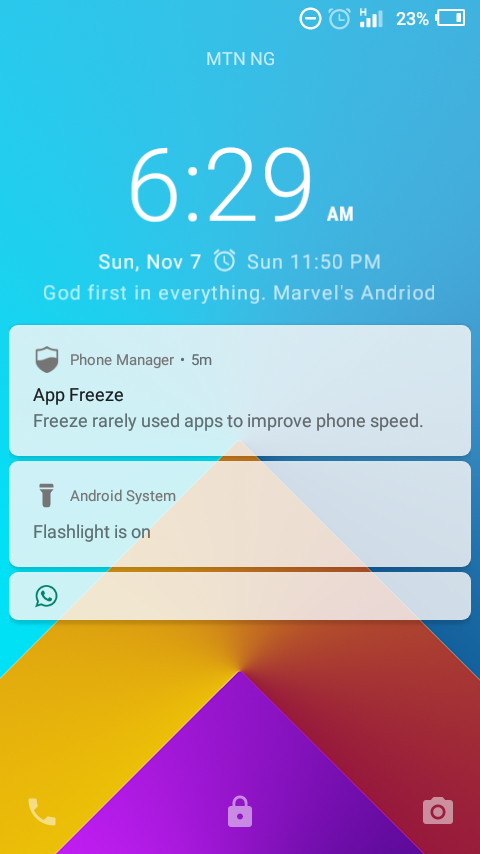 H 23%
MTN NG
6:29 AM
Sun, Nov 7 Sun 11:50 PM
God first in everything. Marvel's Andriod
Phone Manager • 5m
App Freeze
Freeze rarely used apps to improve phone speed.
Android System
Flashlight is on